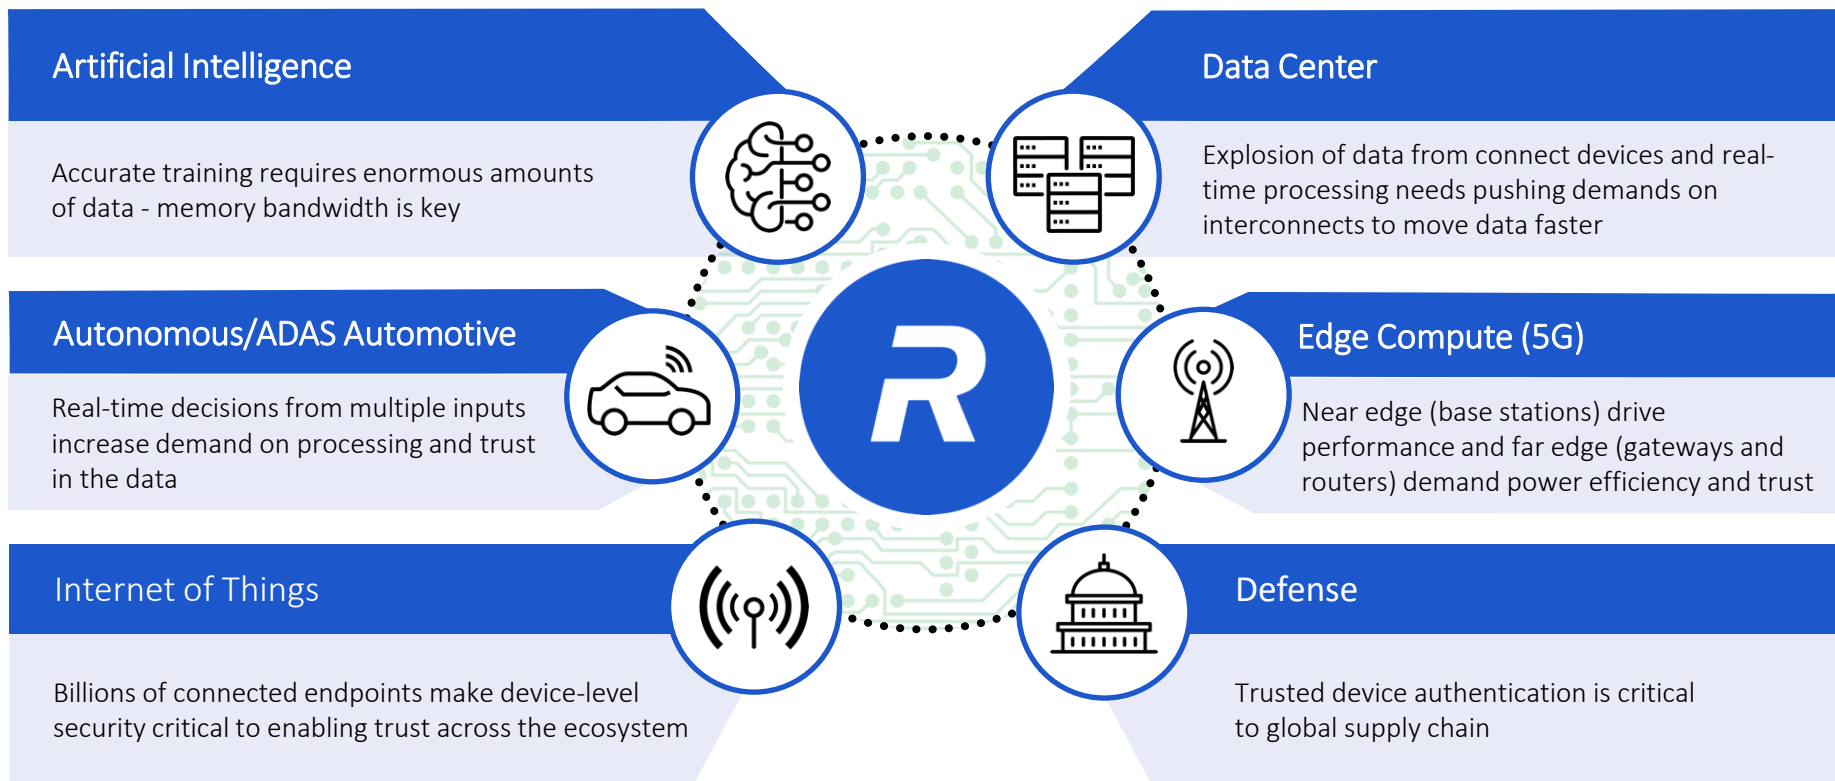 Artificial Intelligence
Accurate training requires enormous amounts
of data - memory bandwidth is key
Data Center
Explosion of data from connect devices and real-
time processing needs pushing demands on
interconnects to move data faster
Autonomous/ADAS Automotive
Real-time decisions from multiple inputs
increase demand on processing and trust
in the data
R
Edge Compute (5G)
Near edge (base stations) drive
performance and far edge (gateways and
routers) demand power efficiency and trust
Internet of Things
Billions of connected endpoints make device-level
security critical to enabling trust across the ecosystem
Defense
Trusted device authentication is critical
to global supply chain